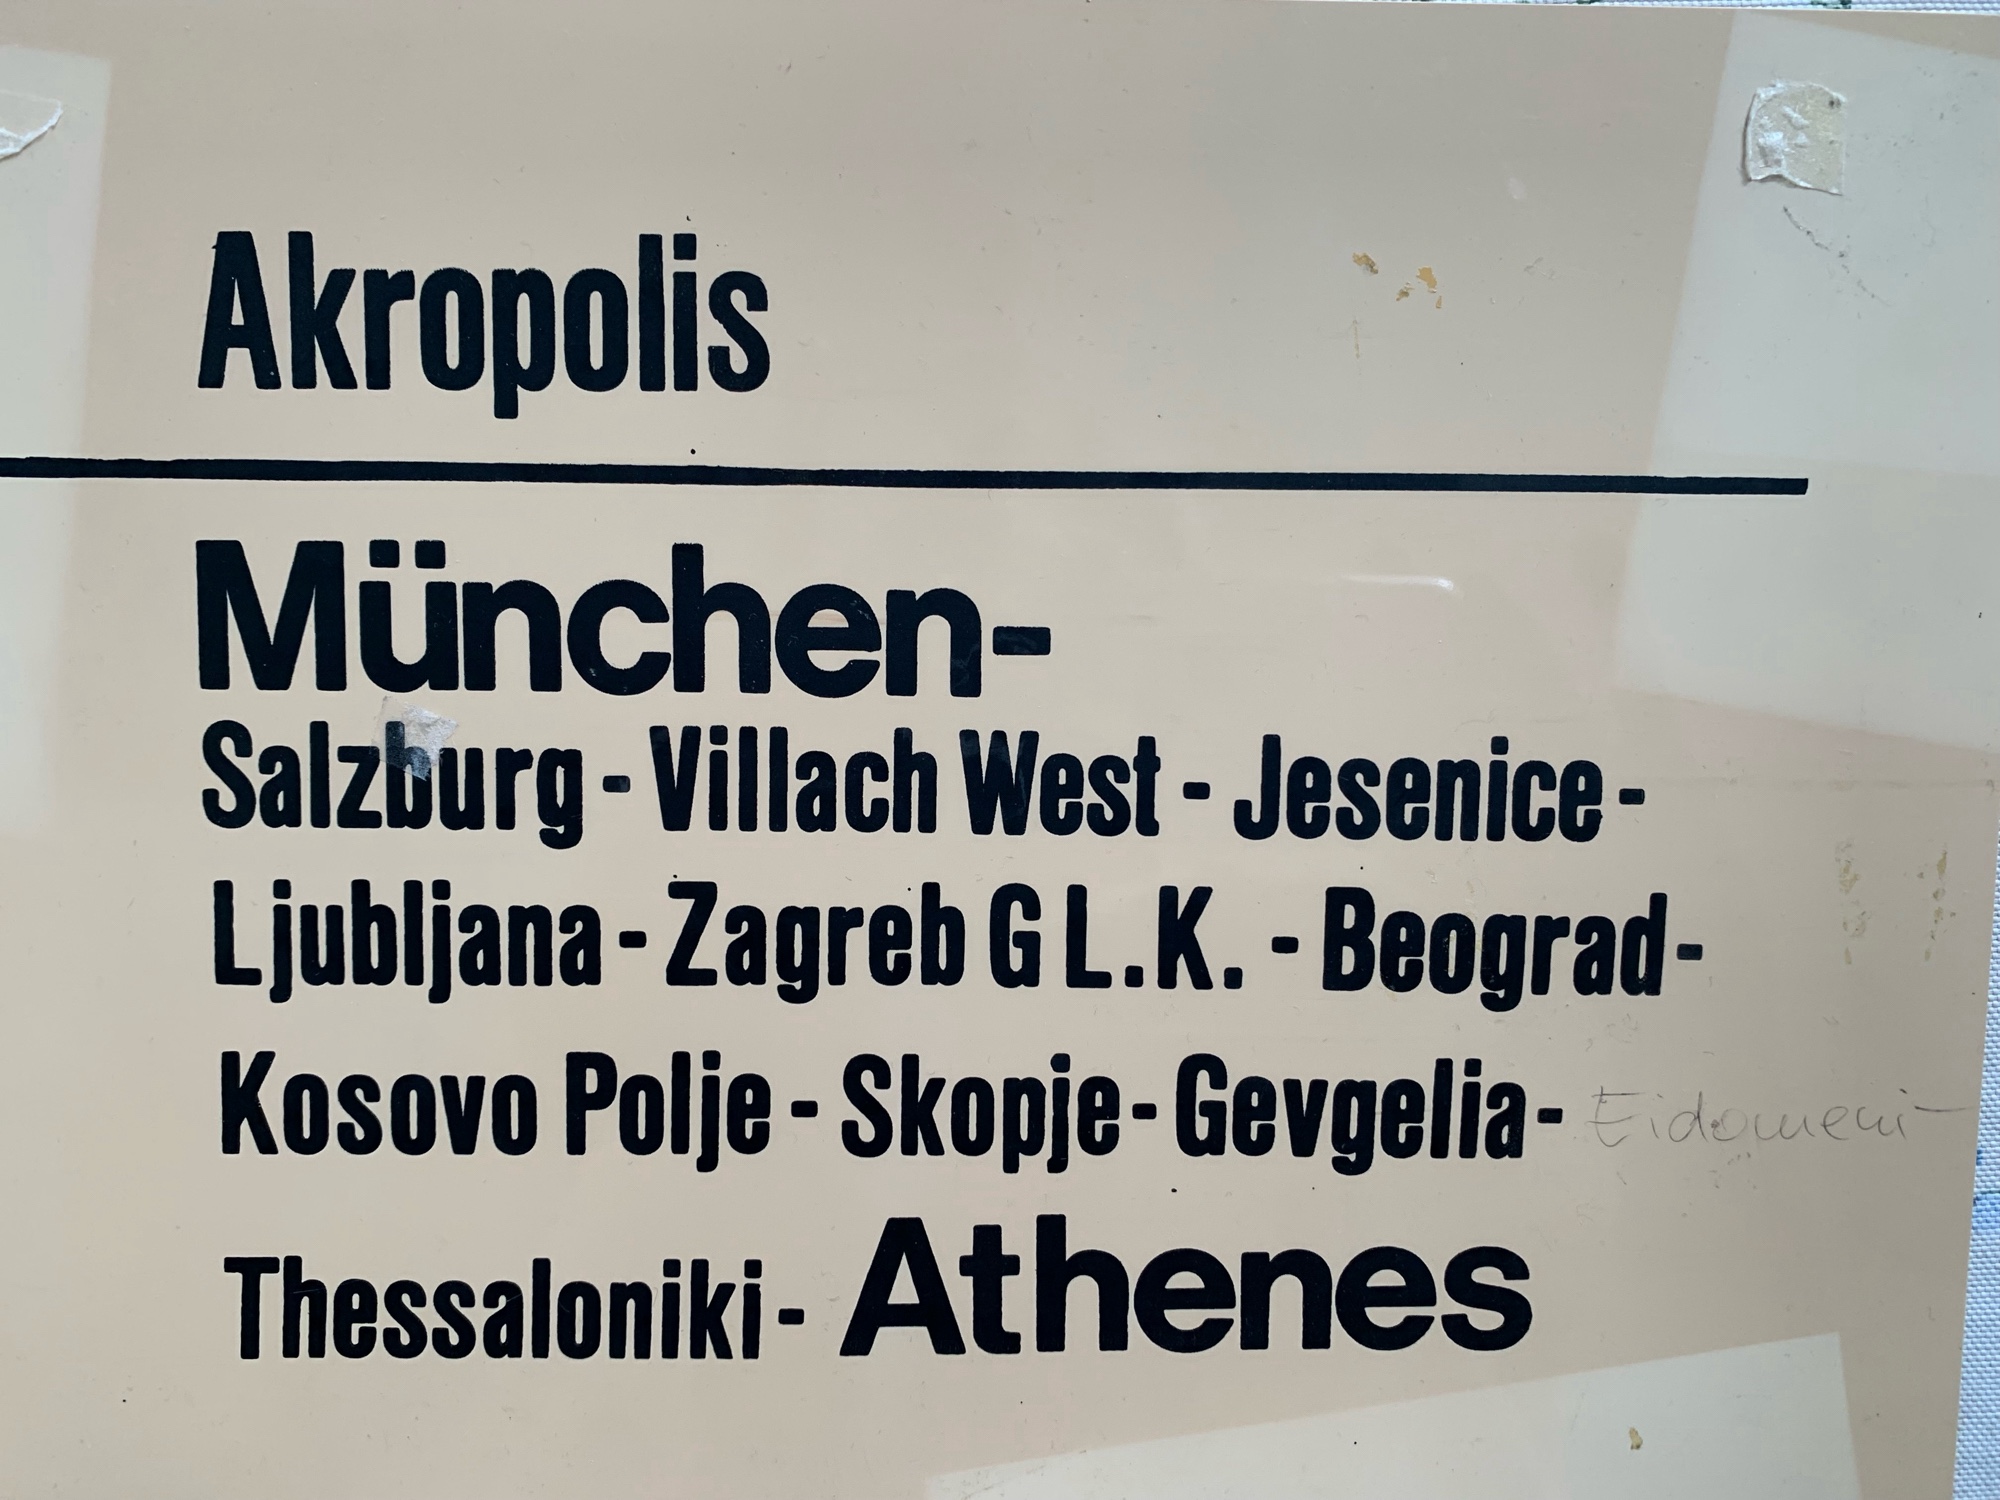 Akropolis
München-
Salzburg - Villach West - Jesenice -
Ljubljana - Zagreb G L.K. - Beograd -
Kosovo Polje - Skopje - Gevgelia - Eidomeni -
Thessaloniki - Athenes